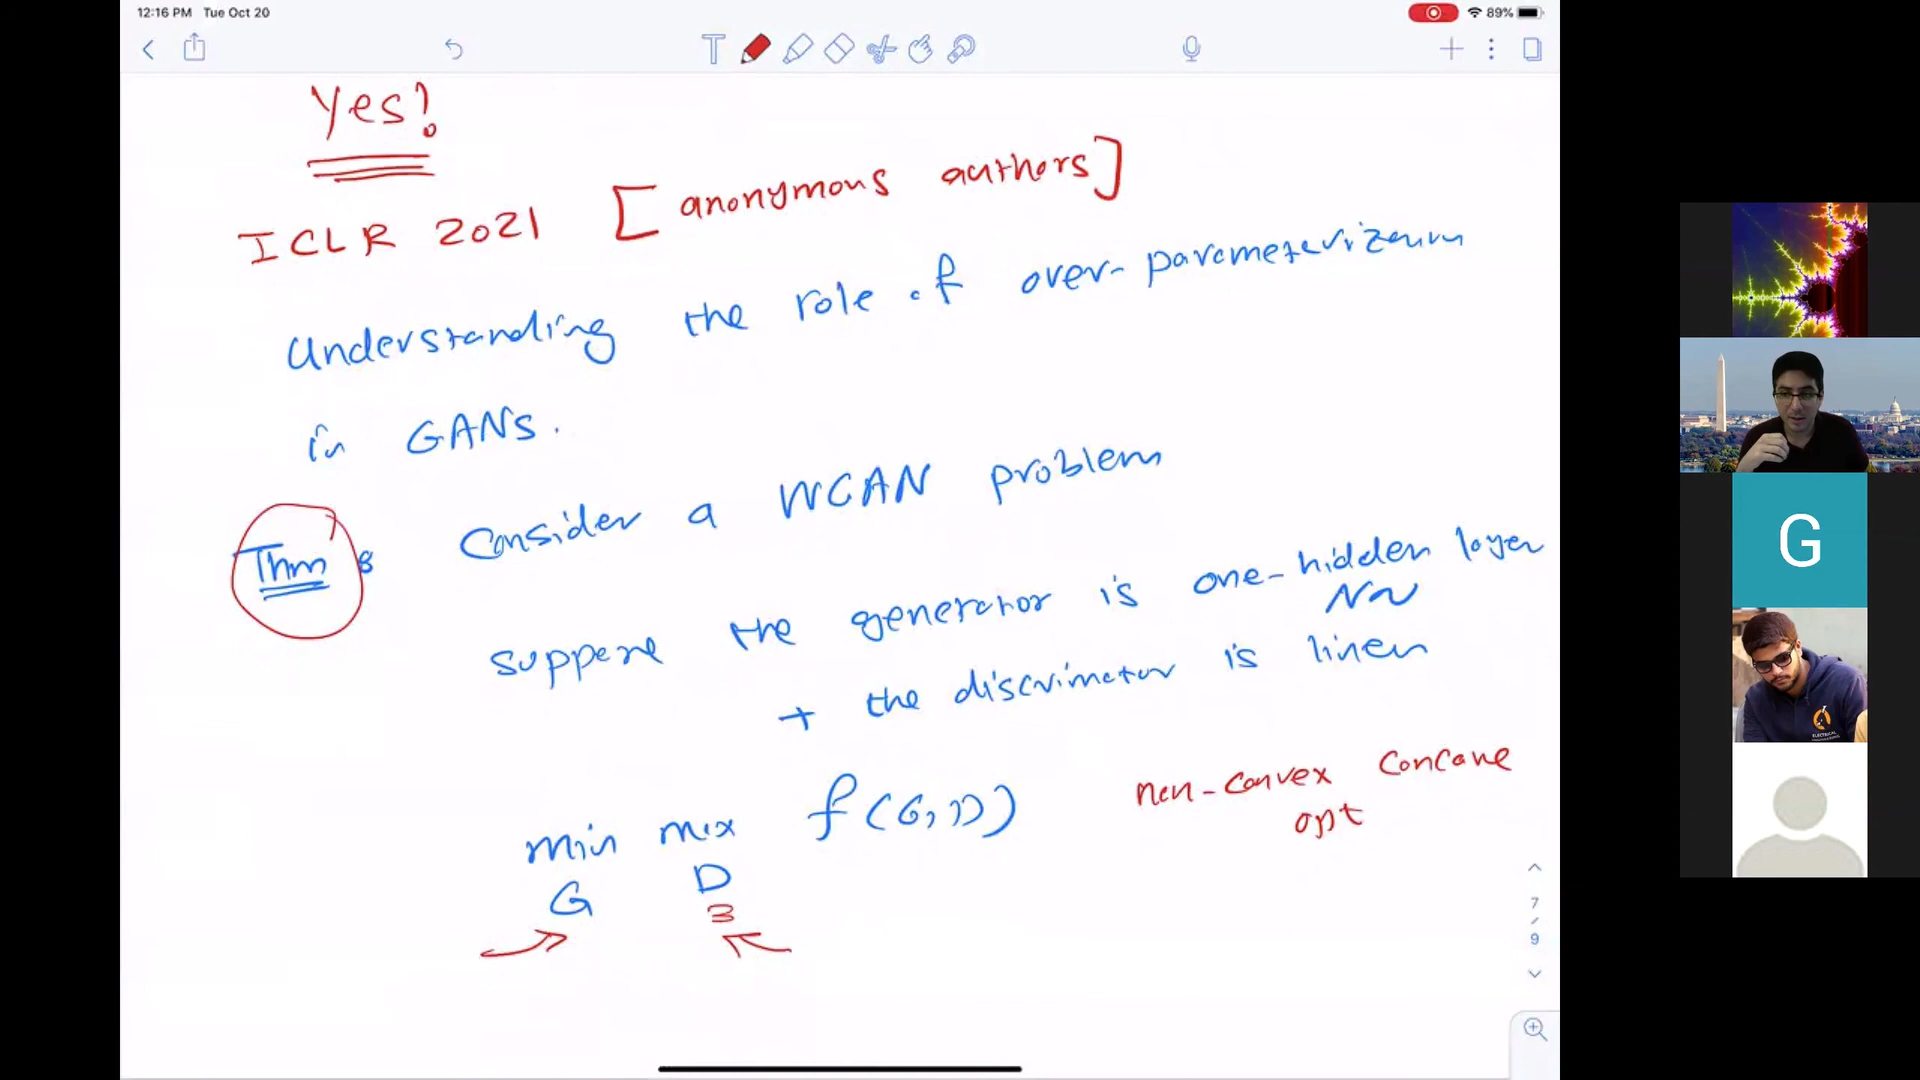 12:16 PM Tue Oct 20
89%
Yes!
ICLR 2021 [anonymous authors]
Understanding the role of over-parameterization
in GANs.
Thm: Consider a WGAN problem
suppose the generator is one-hidden layer
NN
+ the discriminator is linear
min max f(G, D)
G D
non-convex concave
opt
7
/
9
G
ELECTRICAL